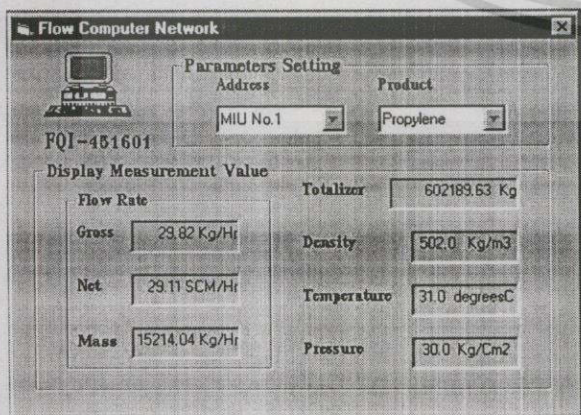 Flow Computer Network
Parameters Setting
Address
Product
MIU No.1
Propylene
FQI-451601
Display Measurement Value
Flow Rate
Gross
29.82 Kg/Hr
Net
29.11 SCM/Hr
Mass
15214.04 Kg/Hr
Totalizer
602189.63 Kg
Density
502.0 Kg/m3
Temperature
31.0 degreesC
Pressure
30.0 Kg/Cm2